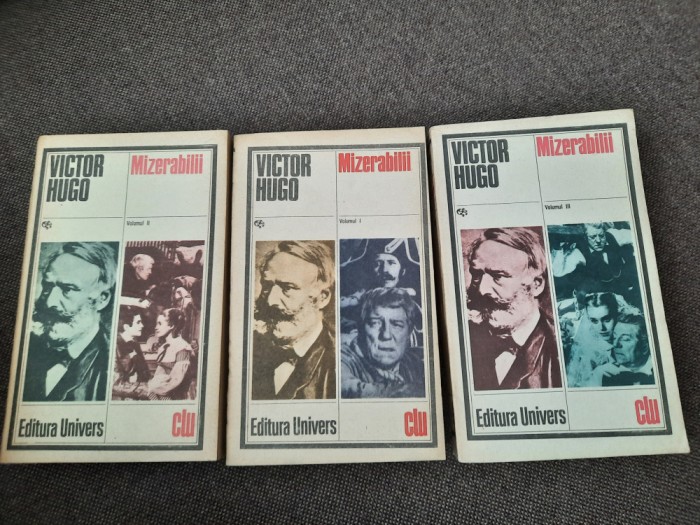 VICTOR
HUGO
Mizerabilii
Volumul II
Editura Univers
clu
VICTOR
HUGO
Mizerabilii
Volumul I
Editura Univers
clu
VICTOR
HUGO
Mizerabilii
Volumul III
Editura Univers
clu